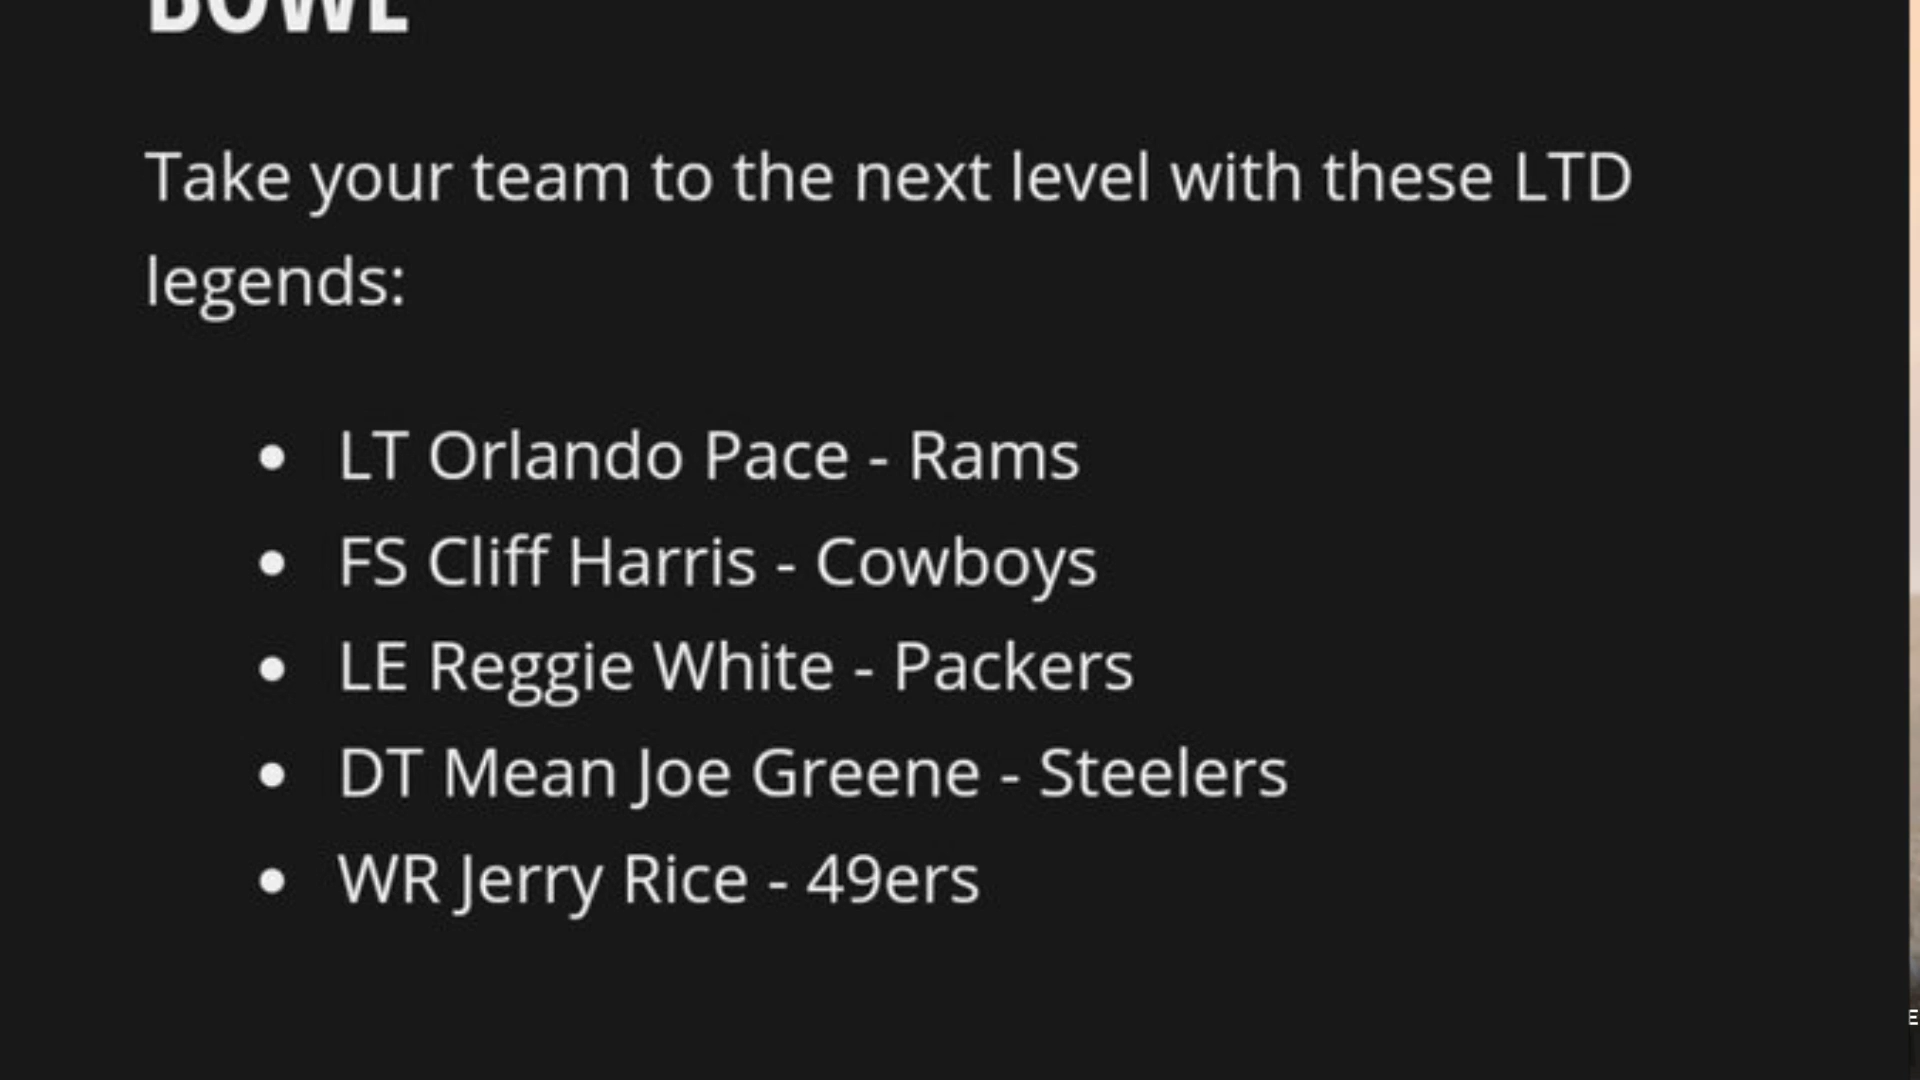 BOWL
Take your team to the next level with these LTD
legends:
• LT Orlando Pace - Rams
• FS Cliff Harris - Cowboys
• LE Reggie White - Packers
• DT Mean Joe Greene - Steelers
• WR Jerry Rice - 49ers